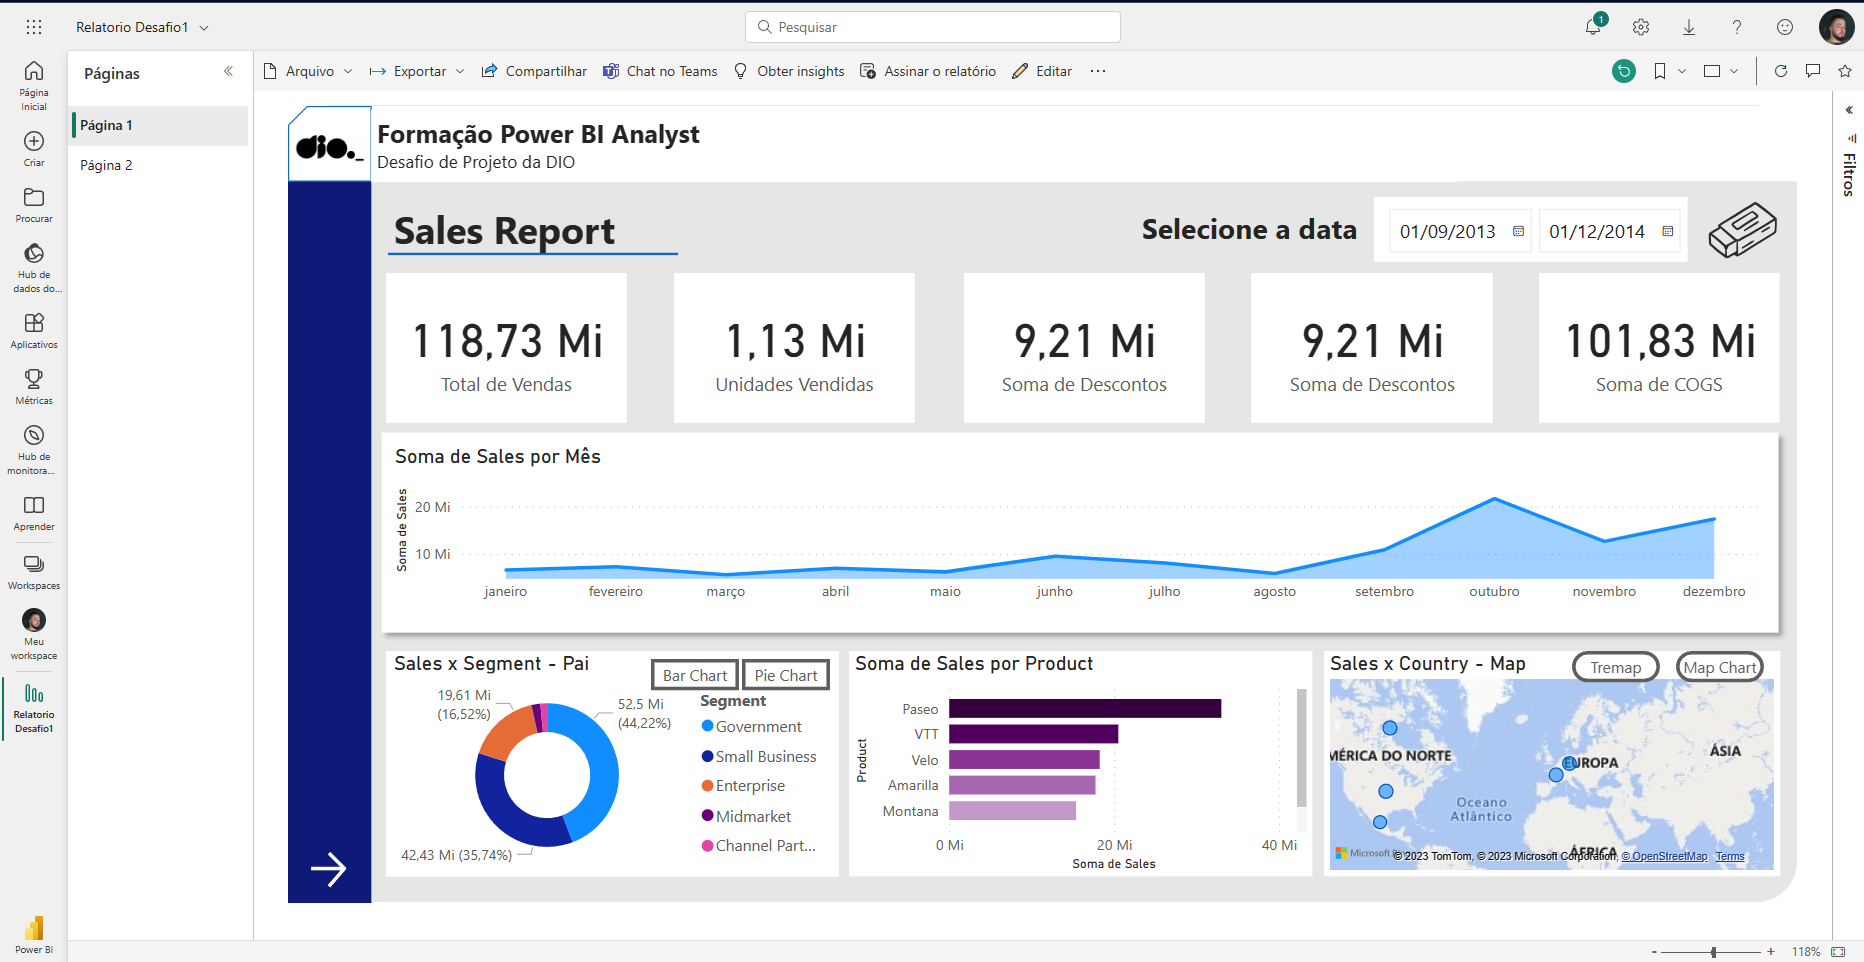 Relatorio Desafio1
Pesquisar
1
Página
Inicial
Criar
Procurar
Hub de
dados do...
Aplicativos
Métricas
Hub de
monitora...
Aprender
Workspaces
Meu
workspace
Relatorio
Desafio1
Power BI
Páginas
Página 1
Página 2
Arquivo
Exportar
Compartilhar
Chat no Teams
Obter insights
Assinar o relatório
Editar
Filtros
dio._
Formação Power BI Analyst
Desafio de Projeto da DIO
Sales Report
Selecione a data
01/09/2013
01/12/2014
118,73 Mi
Total de Vendas
1,13 Mi
Unidades Vendidas
9,21 Mi
Soma de Descontos
9,21 Mi
Soma de Descontos
101,83 Mi
Soma de COGS
Soma de Sales por Mês
Soma de Sales
20 Mi
10 Mi
janeiro fevereiro março abril maio junho julho agosto setembro outubro novembro dezembro
Sales x Segment - Pai
Bar Chart
Pie Chart
19,61 Mi
(16,52%)
52,5 Mi
(44,22%)
42,43 Mi (35,74%)
Segment
Government
Small Business
Enterprise
Midmarket
Channel Part...
Soma de Sales por Product
Product
Paseo
VTT
Velo
Amarilla
Montana
0 Mi 20 Mi 40 Mi
Soma de Sales
Sales x Country - Map
Tremap
Map Chart
MÉRICA DO NORTE
EUROPA
ÁSIA
Oceano
Atlântico
ÁFRICA
Microsoft
© 2023 TomTom, © 2023 Microsoft Corporation, © OpenStreetMap Terms
- + 118%